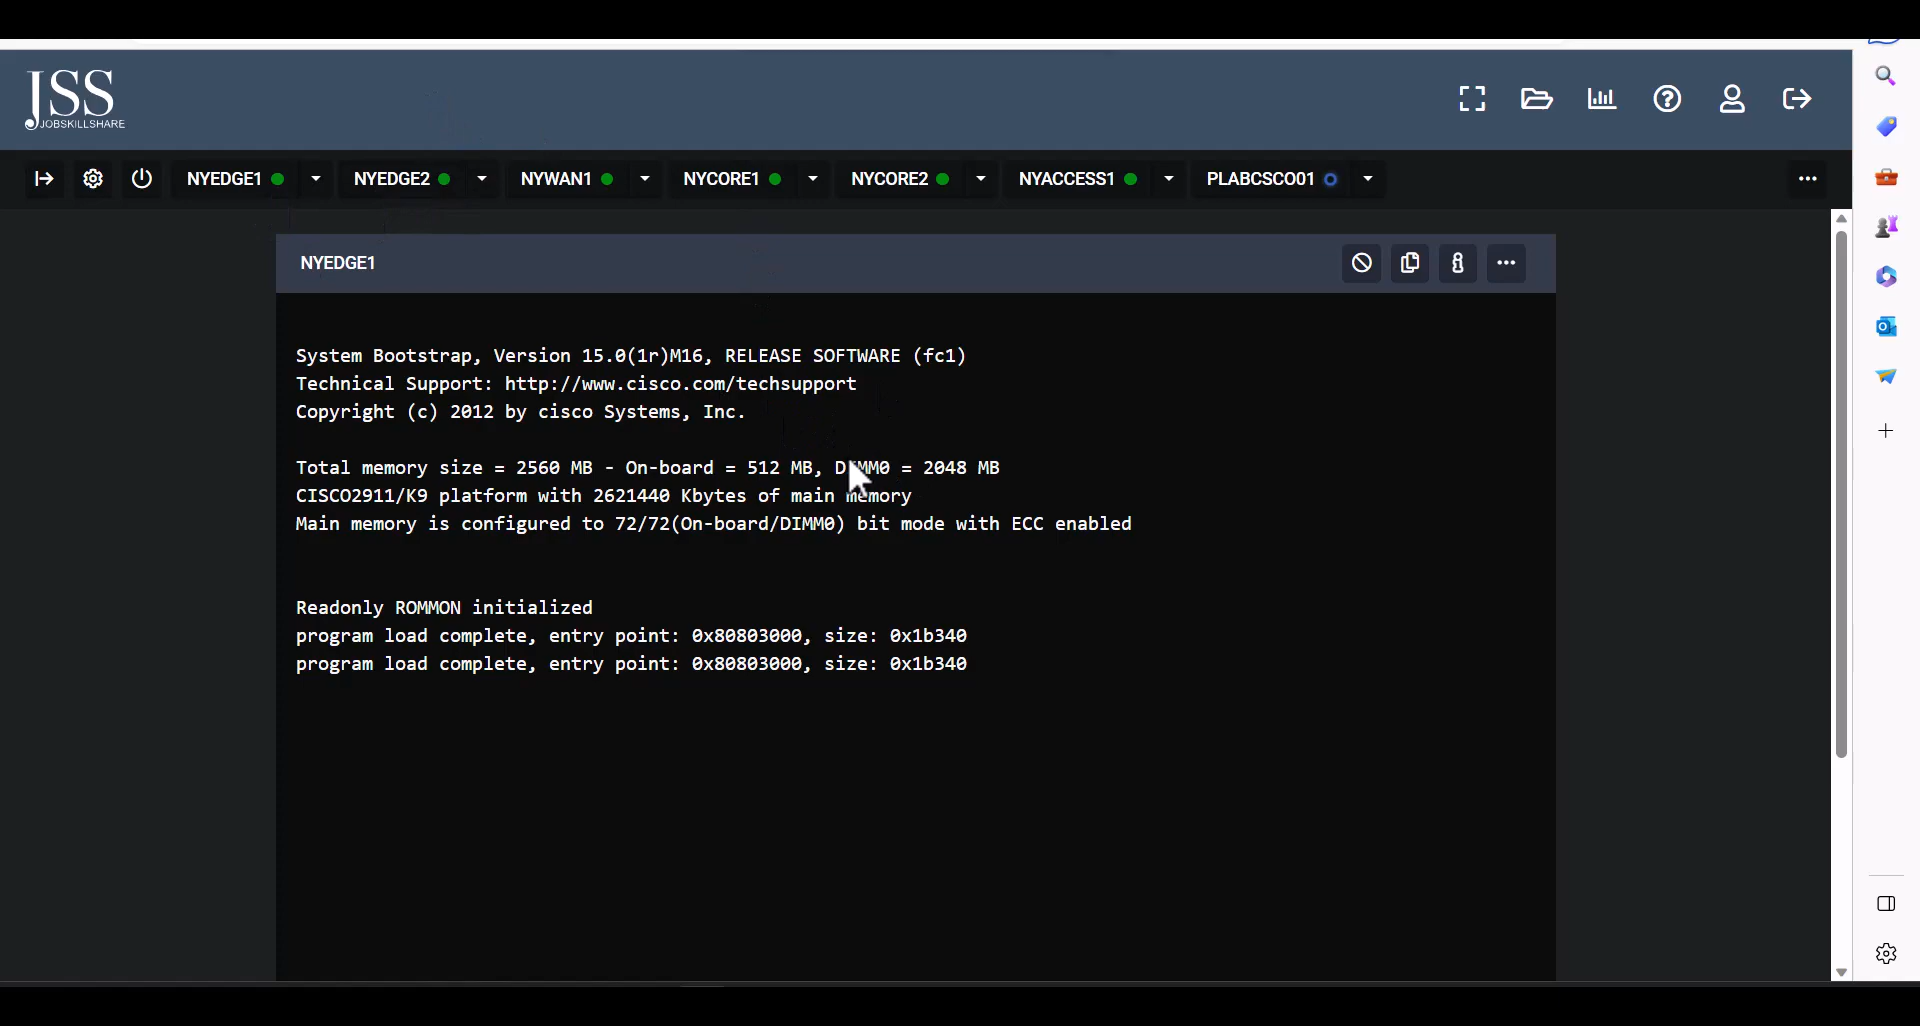 JSS
JOBSKILLSHARE
NYEDGE1
NYEDGE2
NYWAN1
NYCORE1
NYCORE2
NYACCESS1
PLABCSCO01
NYEDGE1
System Bootstrap, Version 15.0(1r)M16, RELEASE SOFTWARE (fc1)
Technical Support: http://www.cisco.com/techsupport
Copyright (c) 2012 by cisco Systems, Inc.
Total memory size = 2560 MB - On-board = 512 MB, DIMM0 = 2048 MB
CISCO2911/K9 platform with 2621440 Kbytes of main memory
Main memory is configured to 72/72(On-board/DIMM0) bit mode with ECC enabled
Readonly ROMMON initialized
program load complete, entry point: 0x80803000, size: 0x1b340
program load complete, entry point: 0x80803000, size: 0x1b340